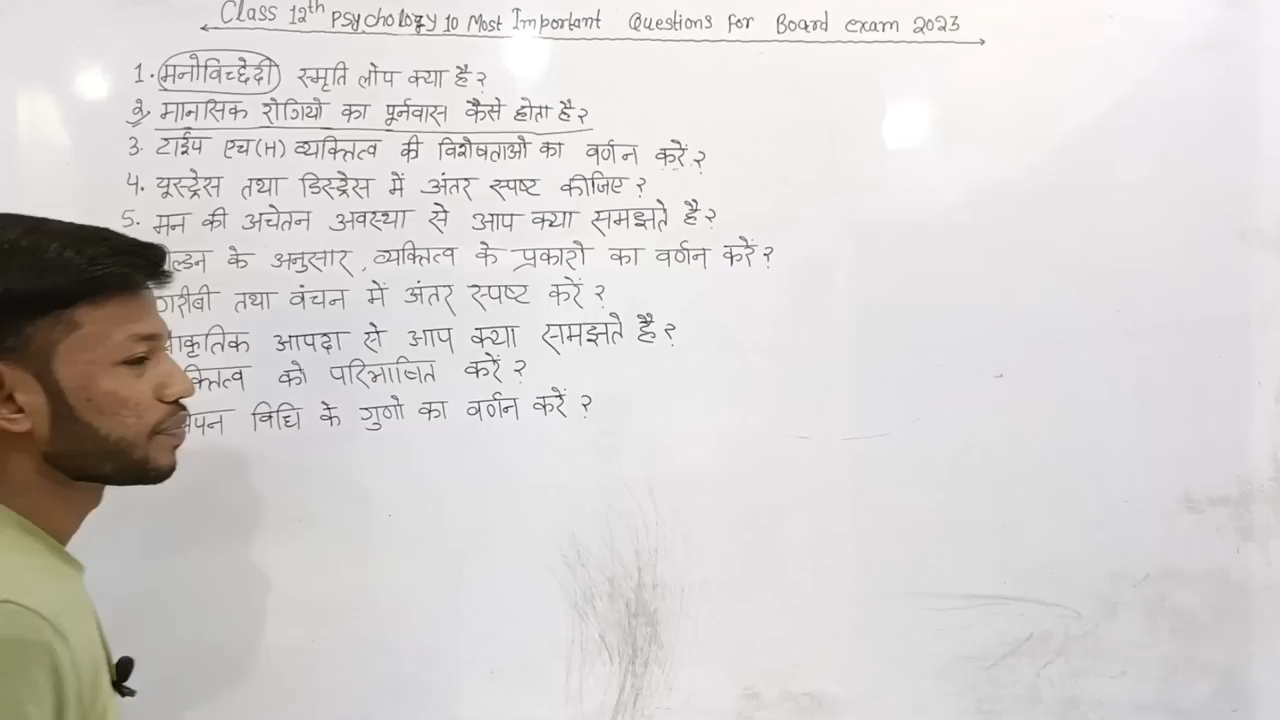 Class 12th Psychology 10 Most Important Questions For Board exam 2023
1. मनोविच्छेदी स्मृति लोप क्या है?
2. मानसिक रोगियो का पूर्नवास कैसे होता है?
3. टाईप एच(H) व्यक्तित्व की विशेषताओ का वर्णन करें?
4. यूस्ट्रेस तथा डिस्ट्रेस में अंतर स्पष्ट कीजिए?
5. मन की अचेतन अवस्था से आप क्या समझते है?
के अनुसार, व्यक्तित्व के प्रकारो का वर्णन करें?
गरीबी तथा वंचन में अंतर स्पष्ट करें?
आपदा से आप क्या समझते है?
को परिभाषित करें?
विधि के गुणो का वर्णन करें?